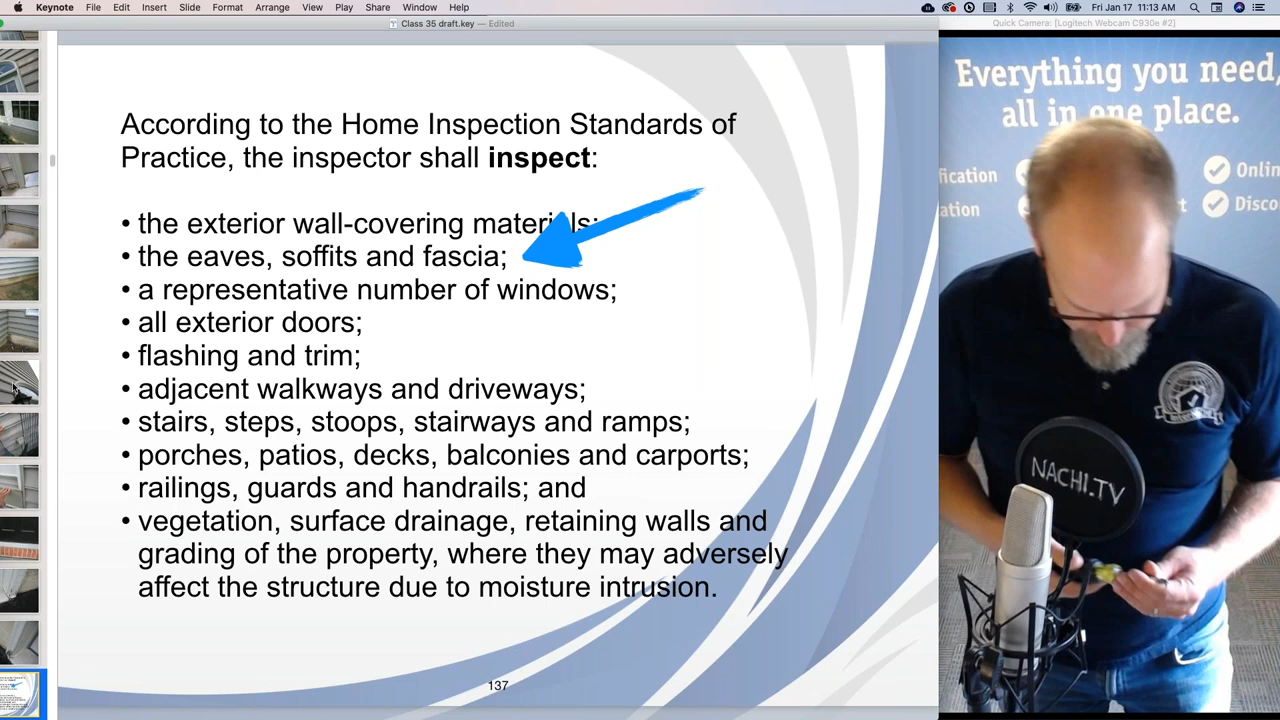 Keynote File Edit Insert Slide Format Arrange View Play Share Window Help Fri Jan 17 11:13 AM
Class 35 draft.key — Edited
Quick Camera: [Logitech Webcam C930e #2]
According to the Home Inspection Standards of
Practice, the inspector shall inspect:
• the exterior wall-covering materials;
• the eaves, soffits and fascia;
• a representative number of windows;
• all exterior doors;
• flashing and trim;
• adjacent walkways and driveways;
• stairs, steps, stoops, stairways and ramps;
• porches, patios, decks, balconies and carports;
• railings, guards and handrails; and
• vegetation, surface drainage, retaining walls and
grading of the property, where they may adversely
affect the structure due to moisture intrusion.
137
Everything you need,
all in one place.
fication
Onlin
ation
t
Disco
NACHI.TV